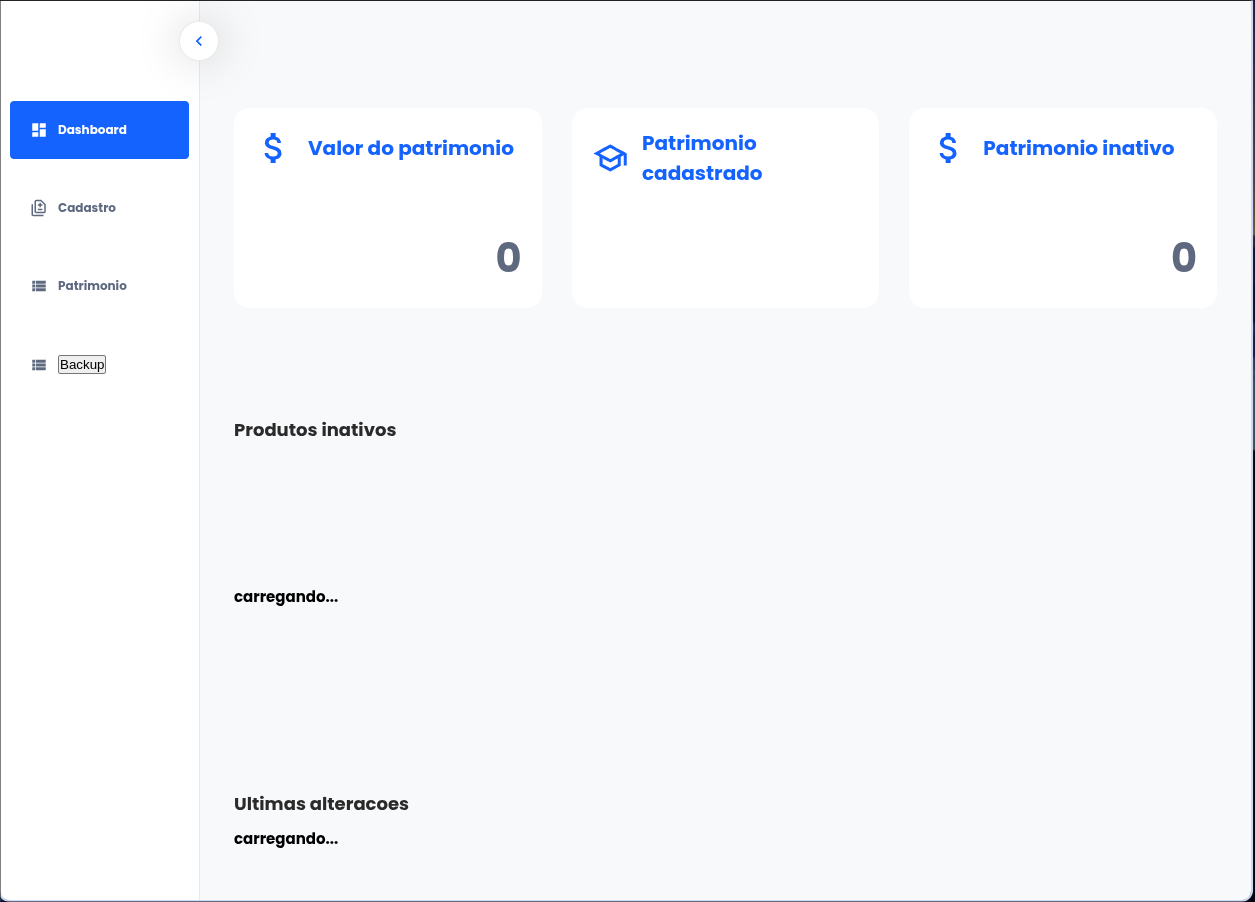 Dashboard
Cadastro
Patrimonio
Backup
Valor do patrimonio
0
Patrimonio
cadastrado
Patrimonio inativo
0
Produtos inativos
carregando...
Ultimas alteracoes
carregando...